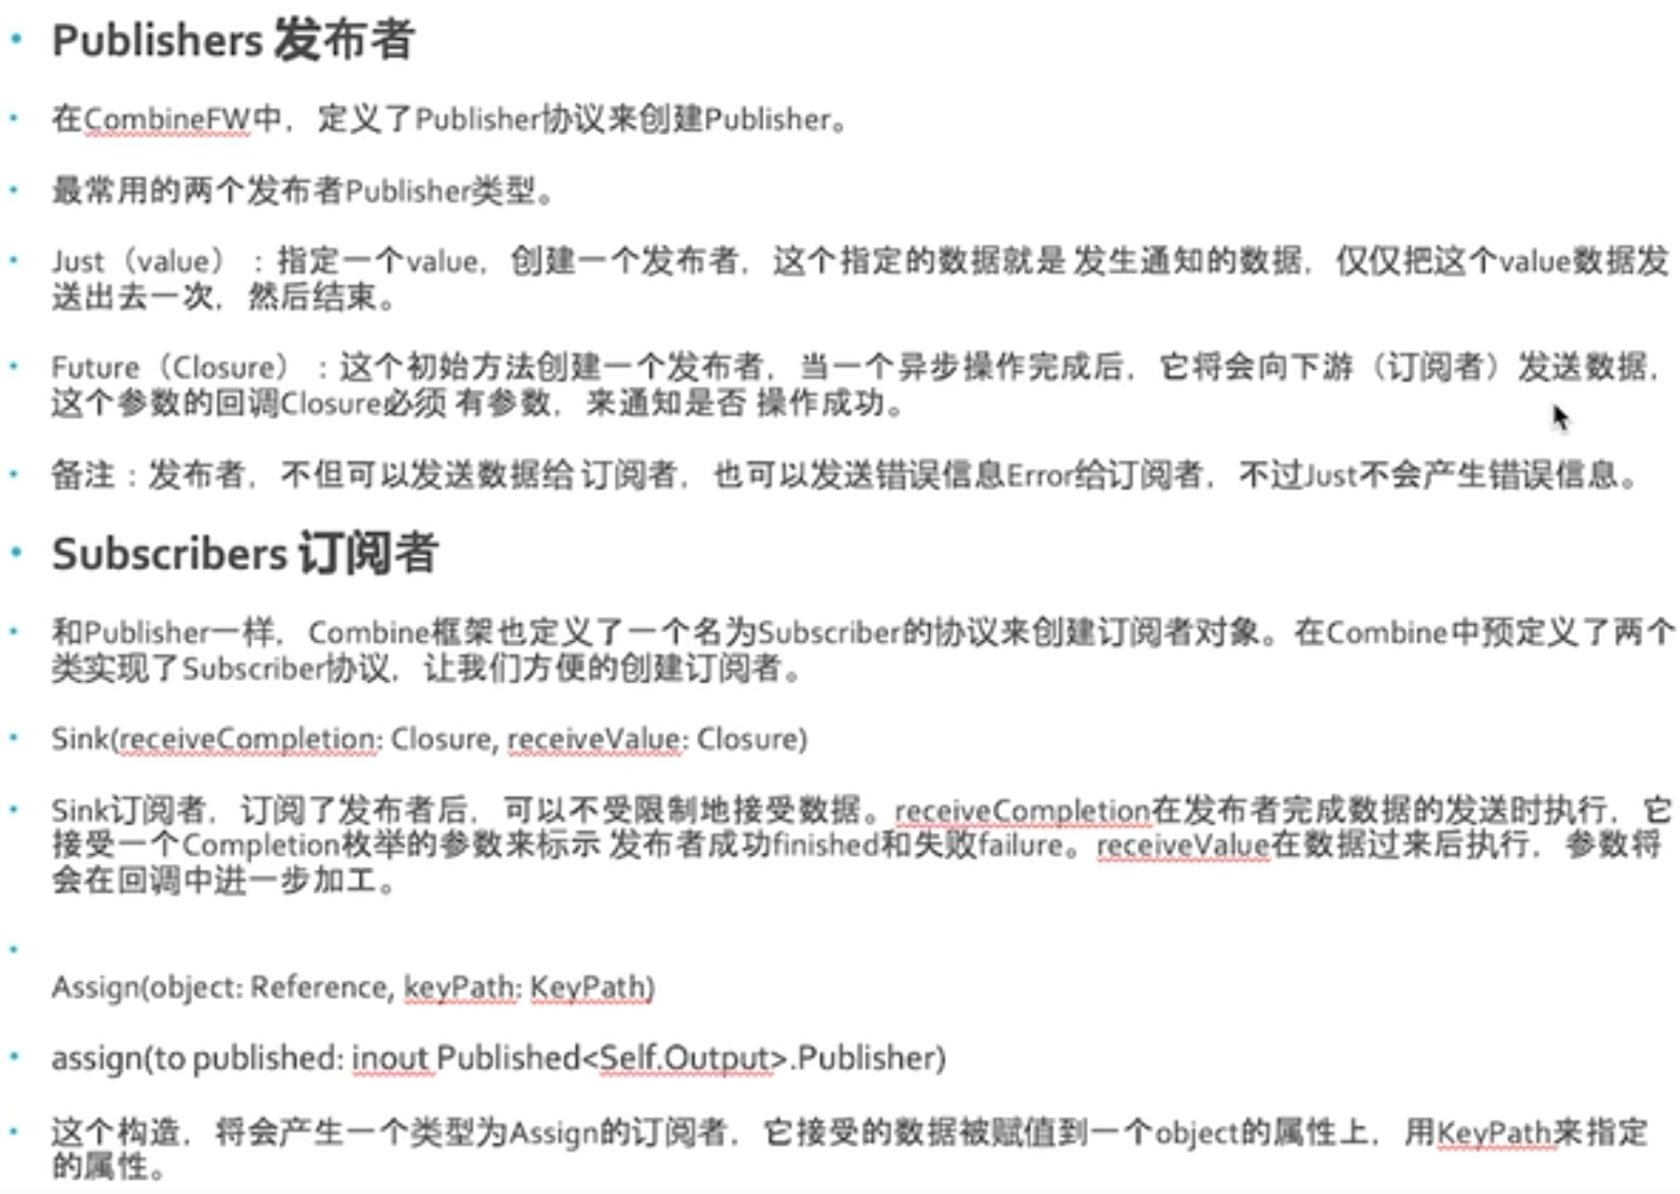 Publishers 发布者
在CombineFW中，定义了Publisher协议来创建Publisher。
最常用的两个发布者Publisher类型。
Just（value）：指定一个value，创建一个发布者，这个指定的数据就是 发生通知的数据，仅仅把这个value数据发
送出去一次，然后结束。
Future（Closure）：这个初始方法创建一个发布者，当一个异步操作完成后，它将会向下游（订阅者）发送数据，
这个参数的回调Closure必须 有参数，来通知是否 操作成功。
备注：发布者，不但可以发送数据给 订阅者，也可以发送错误信息Error给订阅者，不过Just不会产生错误信息。
Subscribers 订阅者
和Publisher一样，Combine框架也定义了一个名为Subscriber的协议来创建订阅者对象。在Combine中预定义了两个
类实现了Subscriber协议，让我们方便的创建订阅者。
Sink(receiveCompletion: Closure, receiveValue: Closure)
Sink订阅者，订阅了发布者后，可以不受限制地接受数据。receiveCompletion在发布者完成数据的发送时执行，它
接受一个Completion枚举的参数来标示 发布者成功finished和失败failure。receiveValue在数据过来后执行，参数将
会在回调中进一步加工。
Assign(object: Reference, keyPath: KeyPath)
assign(to published: inout Published<Self.Output>.Publisher)
这个构造，将会产生一个类型为Assign的订阅者，它接受的数据被赋值到一个object的属性上，用KeyPath来指定
的属性。